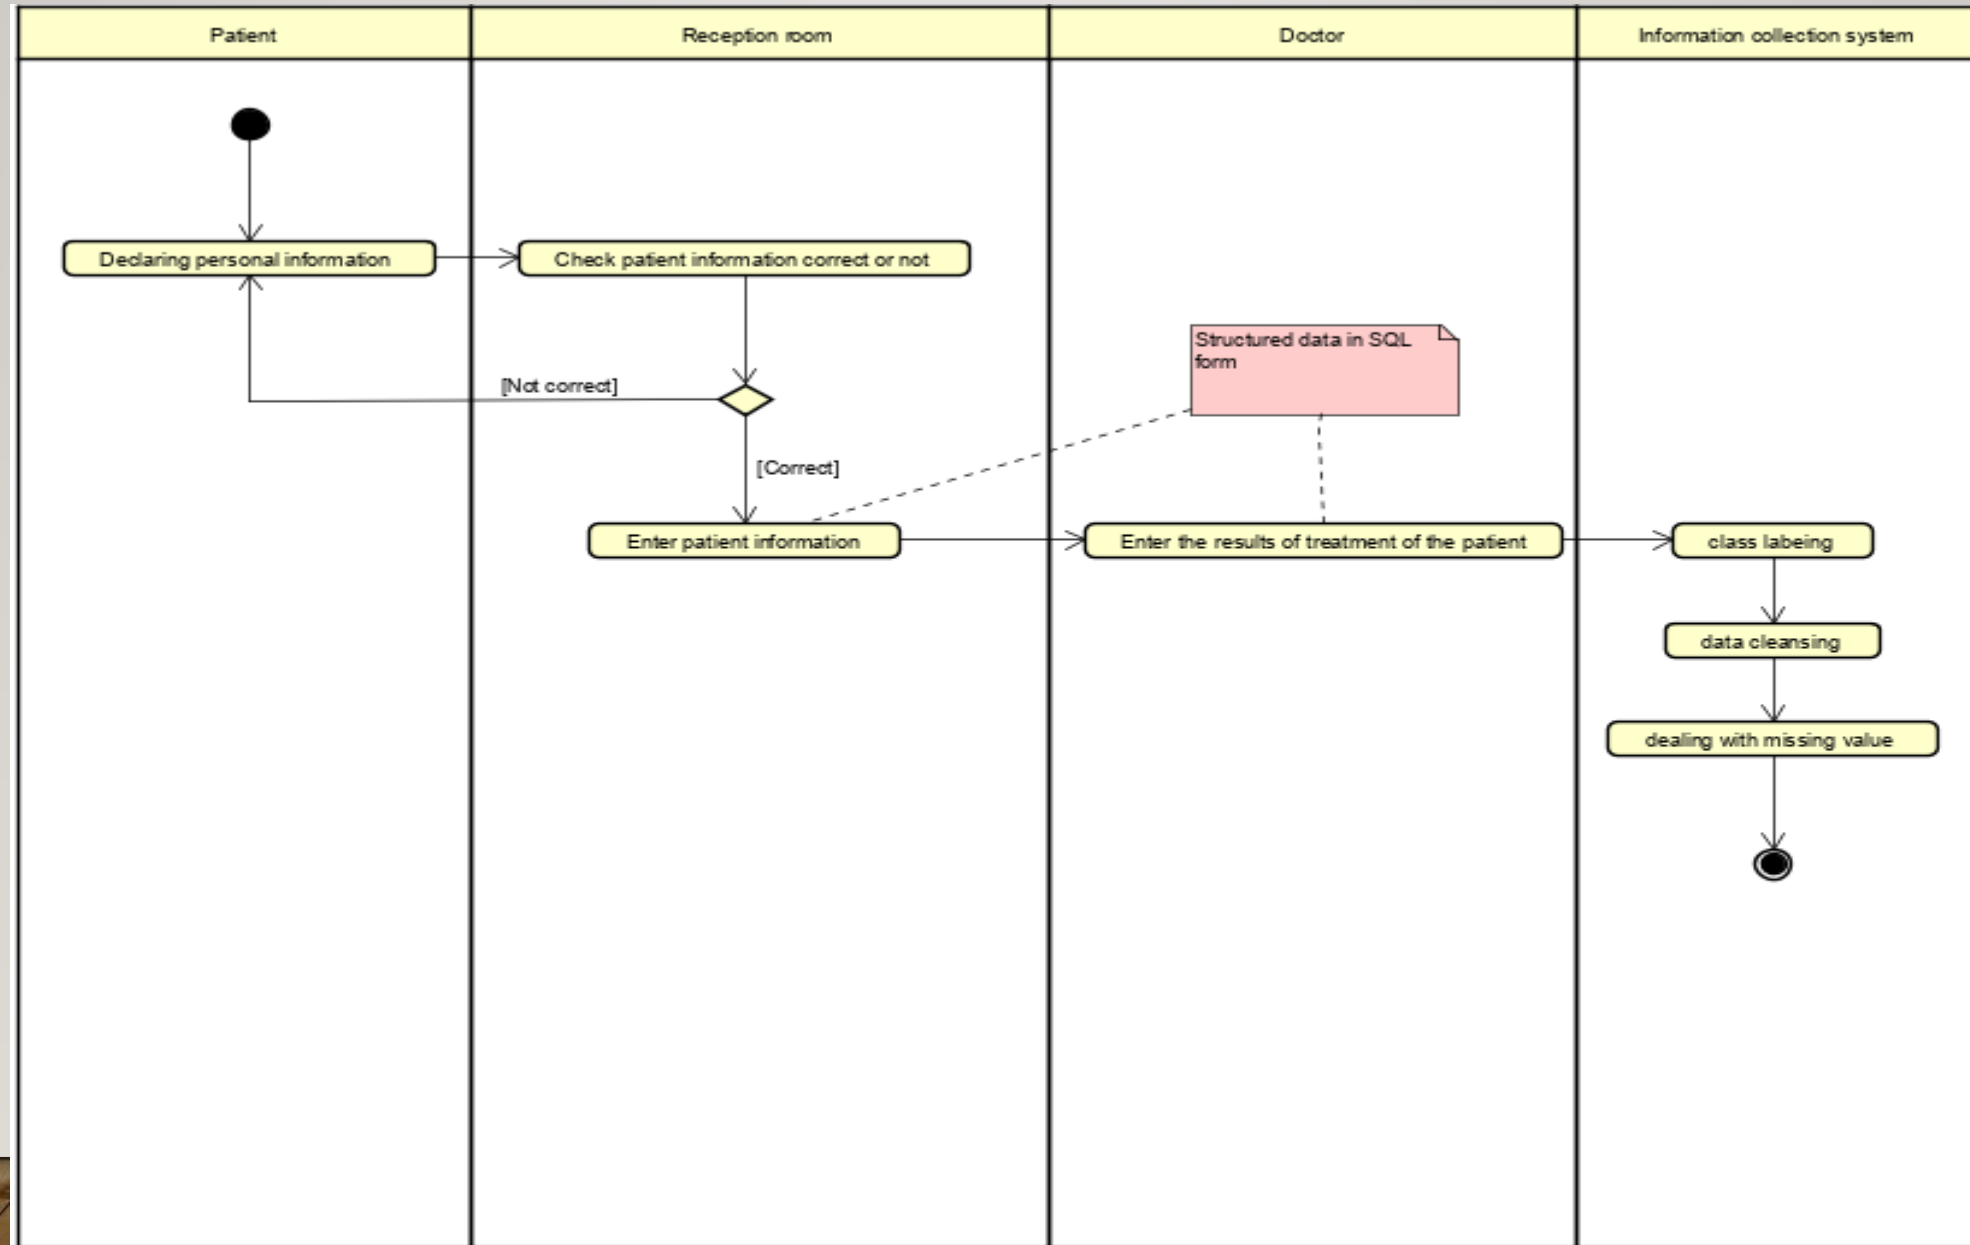 Patient
Reception room
Doctor
Information collection system
Declaring personal information
Check patient information correct or not
Structured data in SQL
form
[Not correct]
[Correct]
Enter patient information
Enter the results of treatment of the patient
class labeing
data cleansing
dealing with missing value